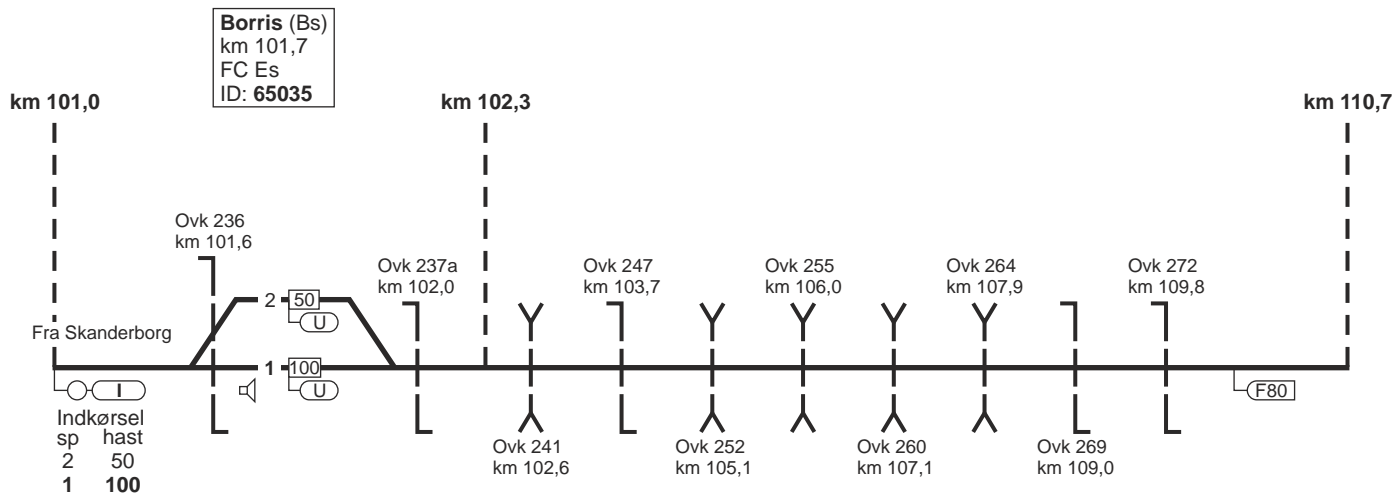 Borris (Bs)
km 101,7
FC Es
ID: 65035
km 101,0
km 102,3
km 110,7
Ovk 236
km 101,6
Ovk 237a
km 102,0
Ovk 247
km 103,7
Ovk 255
km 106,0
Ovk 264
km 107,9
Ovk 272
km 109,8
2 50
U
Fra Skanderborg
1 100
U
I
F80
Indkørsel
sp hast
2 50
1 100
Ovk 241
km 102,6
Ovk 252
km 105,1
Ovk 260
km 107,1
Ovk 269
km 109,0